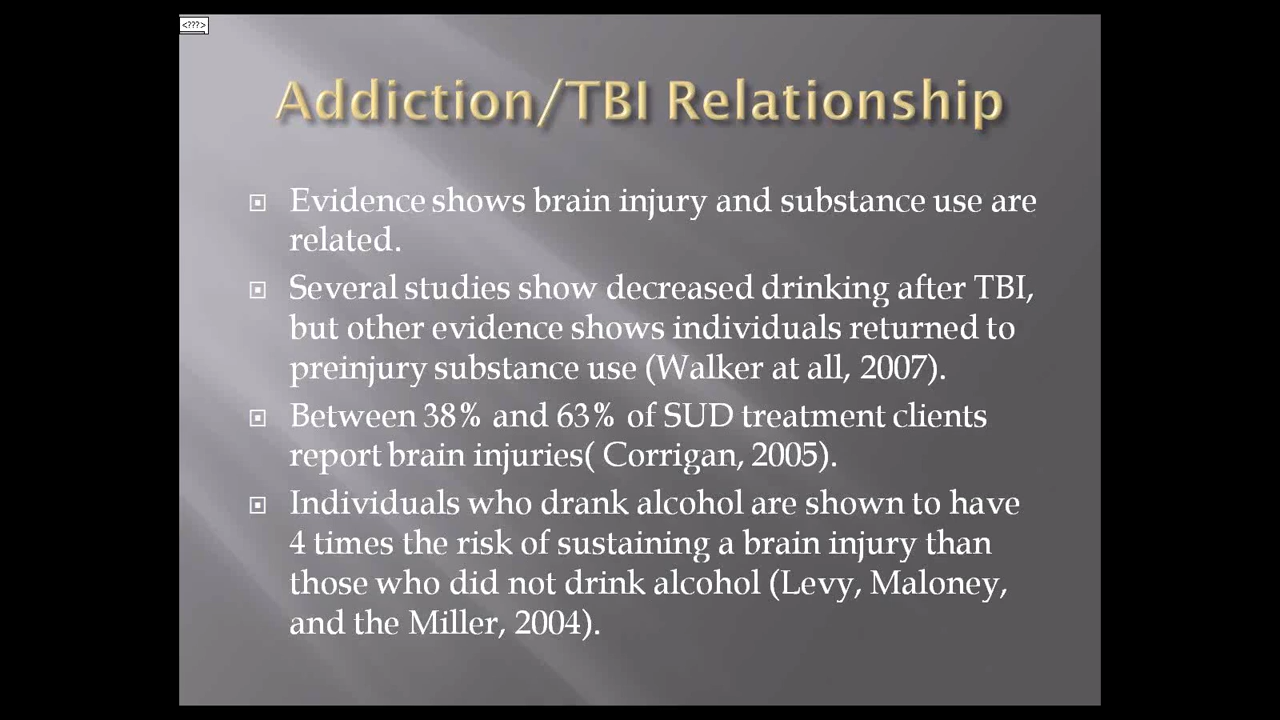 <???>
Addiction/TBI Relationship
Evidence shows brain injury and substance use are
related.
Several studies show decreased drinking after TBI,
but other evidence shows individuals returned to
preinjury substance use (Walker at all, 2007).
Between 38% and 63% of SUD treatment clients
report brain injuries( Corrigan, 2005).
Individuals who drank alcohol are shown to have
4 times the risk of sustaining a brain injury than
those who did not drink alcohol (Levy, Maloney,
and the Miller, 2004).